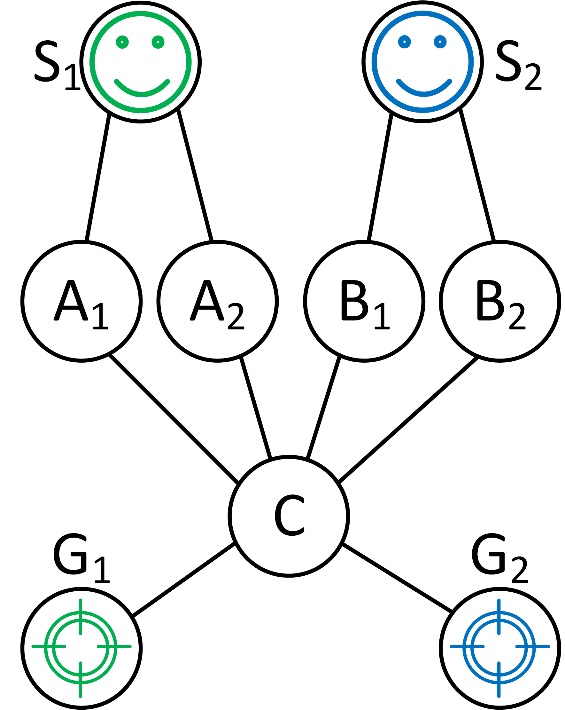 S₁ S₂
A₁ A₂ B₁ B₂
C
G₁ G₂